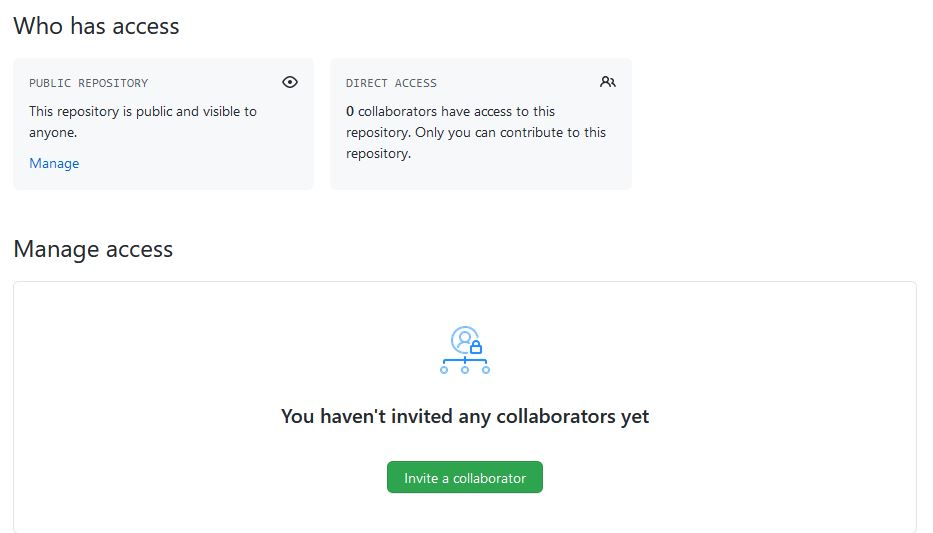 Who has access
PUBLIC REPOSITORY
This repository is public and visible to
anyone.
Manage
DIRECT ACCESS
0 collaborators have access to this
repository. Only you can contribute to this
repository.
Manage access
You haven't invited any collaborators yet
Invite a collaborator